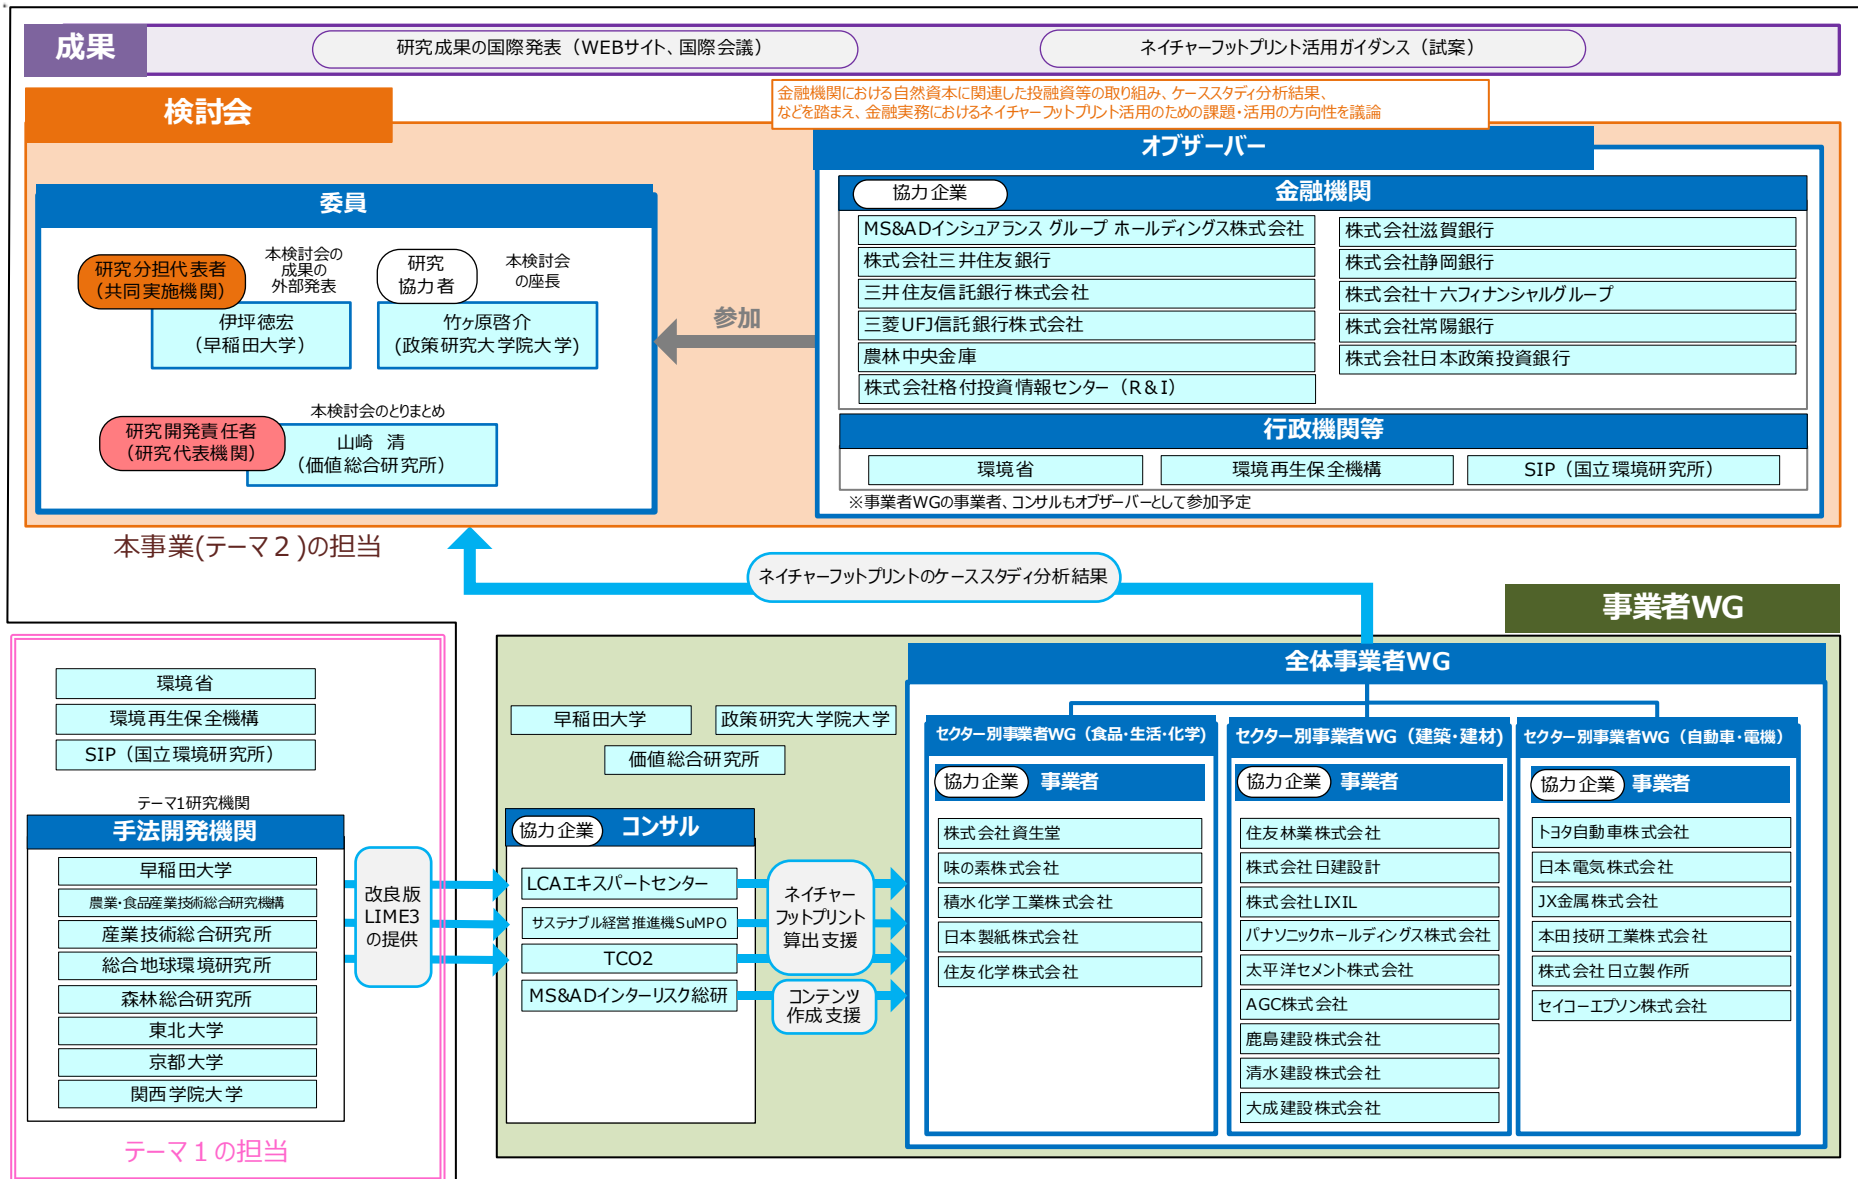 成果
研究成果の国際発表（WEBサイト、国際会議）
ネイチャーフットプリント活用ガイダンス（試案）
検討会
金融機関における自然資本に関連した投融資等の取り組み、ケーススタディ分析結果、
などを踏まえ、金融実務におけるネイチャーフットプリント活用のための課題・活用の方向性を議論
委員
研究分担代表者
（共同実施機関）
本検討会の
成果の
外部発表
伊坪徳宏
（早稲田大学）
研究
協力者
本検討会
の座長
竹ヶ原啓介
(政策研究大学院大学)
本検討会のとりまとめ
研究開発責任者
（研究代表機関）
山崎　清
（価値総合研究所）
参加
オブザーバー
協力企業
金融機関
MS&ADインシュアランス グループ ホールディングス株式会社
株式会社三井住友銀行
三井住友信託銀行株式会社
三菱UFJ信託銀行株式会社
農林中央金庫
株式会社格付投資情報センター（R＆I）
株式会社滋賀銀行
株式会社静岡銀行
株式会社十六フィナンシャルグループ
株式会社常陽銀行
株式会社日本政策投資銀行
行政機関等
環境省
環境再生保全機構
SIP（国立環境研究所）
※事業者WGの事業者、コンサルもオブザーバーとして参加予定
本事業(テーマ２)の担当
ネイチャーフットプリントのケーススタディ分析結果
事業者WG
環境省
環境再生保全機構
SIP（国立環境研究所）
テーマ1研究機関
手法開発機関
早稲田大学
農業・食品産業技術総合研究機構
産業技術総合研究所
総合地球環境研究所
森林総合研究所
東北大学
京都大学
関西学院大学
テーマ１の担当
改良版
LIME3
の提供
早稲田大学
政策研究大学院大学
価値総合研究所
協力企業
コンサル
LCAエキスパートセンター
サステナブル経営推進機SuMPO
TCO2
MS&ADインターリスク総研
ネイチャー
フットプリント
算出支援
コンテンツ
作成支援
全体事業者WG
セクター別事業者WG（食品・生活・化学)
協力企業
事業者
株式会社資生堂
味の素株式会社
積水化学工業株式会社
日本製紙株式会社
住友化学株式会社
セクター別事業者WG（建築・建材)
協力企業
事業者
住友林業株式会社
株式会社日建設計
株式会社LIXIL
パナソニックホールディングス株式会社
太平洋セメント株式会社
AGC株式会社
鹿島建設株式会社
清水建設株式会社
大成建設株式会社
セクター別事業者WG（自動車・電機）
協力企業
事業者
トヨタ自動車株式会社
日本電気株式会社
JX金属株式会社
本田技研工業株式会社
株式会社日立製作所
セイコーエプソン株式会社